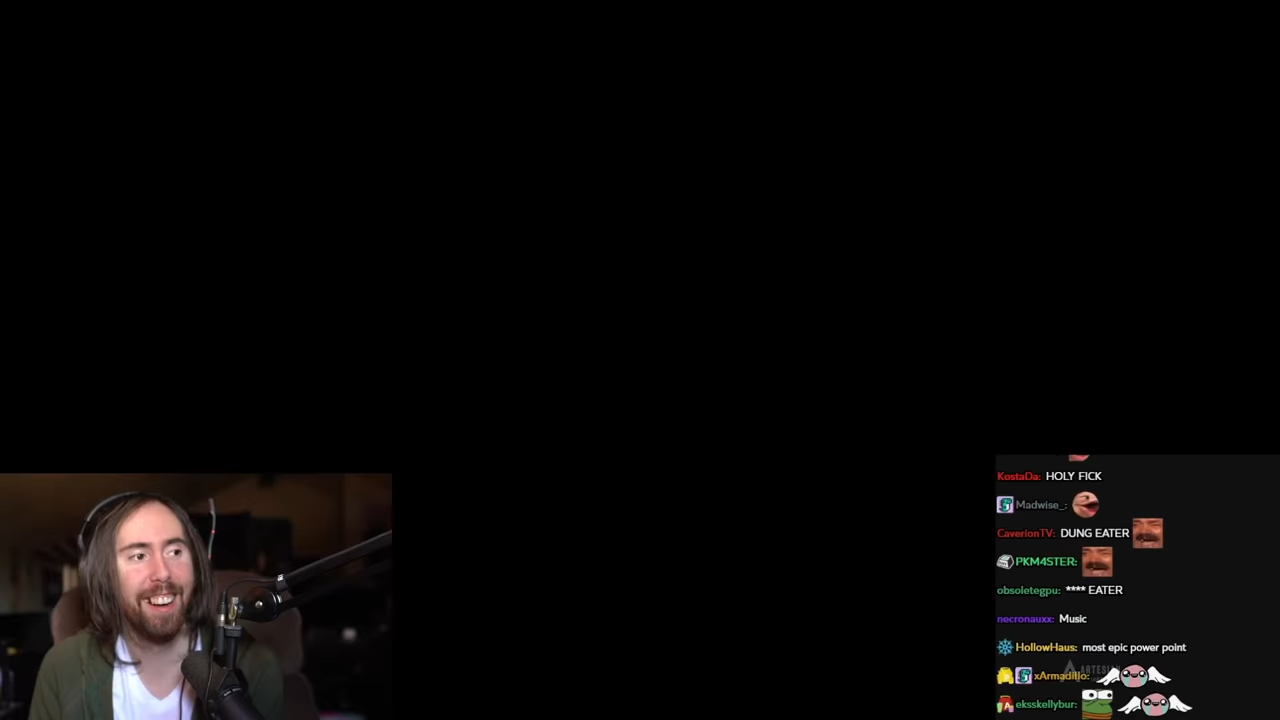 KostaDa: HOLY FICK
Madwise_:
CaverionTV: DUNG EATER
PKM4STER:
obsoletegpu: **** EATER
necronauxx: Music
HollowHaus: most epic power point
xArmadillo:
eksskellybur: